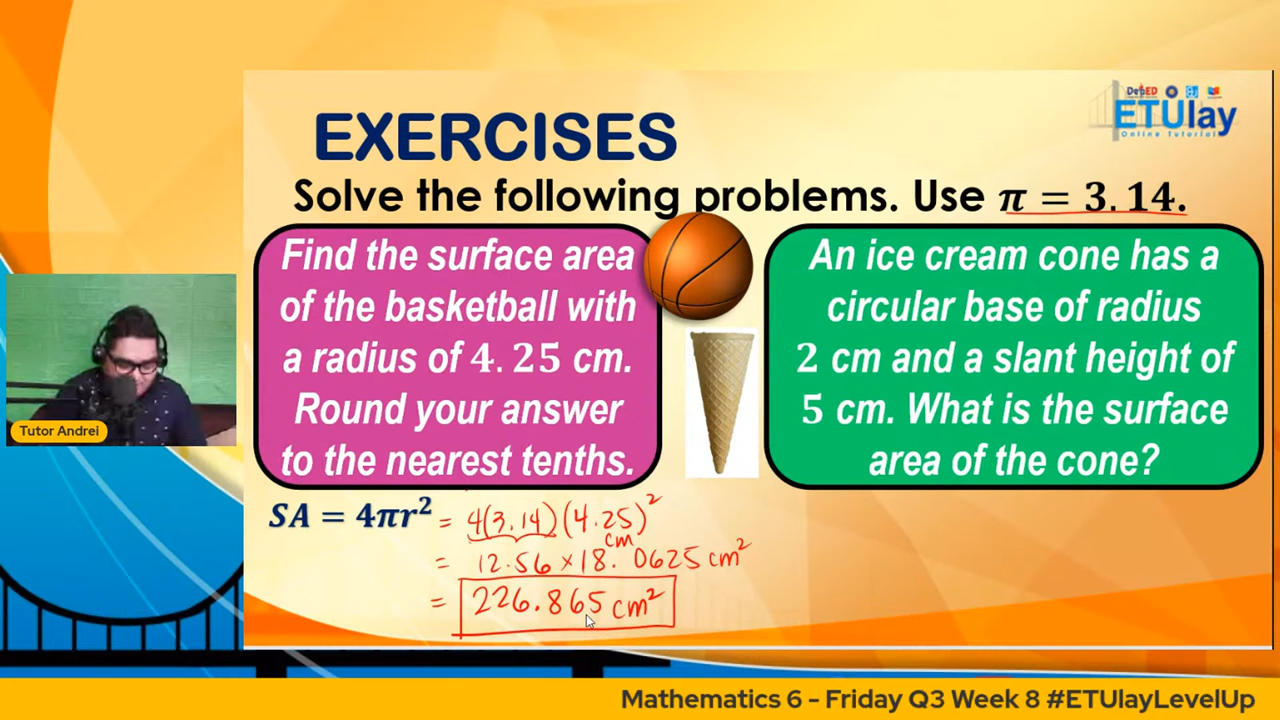 DepED
ETUlay
Online Tutorial
EXERCISES
Solve the following problems. Use π = 3.14.
Find the surface area
of the basketball with
a radius of 4.25 cm.
Round your answer
to the nearest tenths.
An ice cream cone has a
circular base of radius
2 cm and a slant height of
5 cm. What is the surface
area of the cone?
Tutor Andrei
SA = 4πr² = 4(3.14)(4.25)²
cm
= 12.56 × 18.0625 cm²
= 226.865 cm²
Mathematics 6 - Friday Q3 Week 8 #ETUlayLevelUp